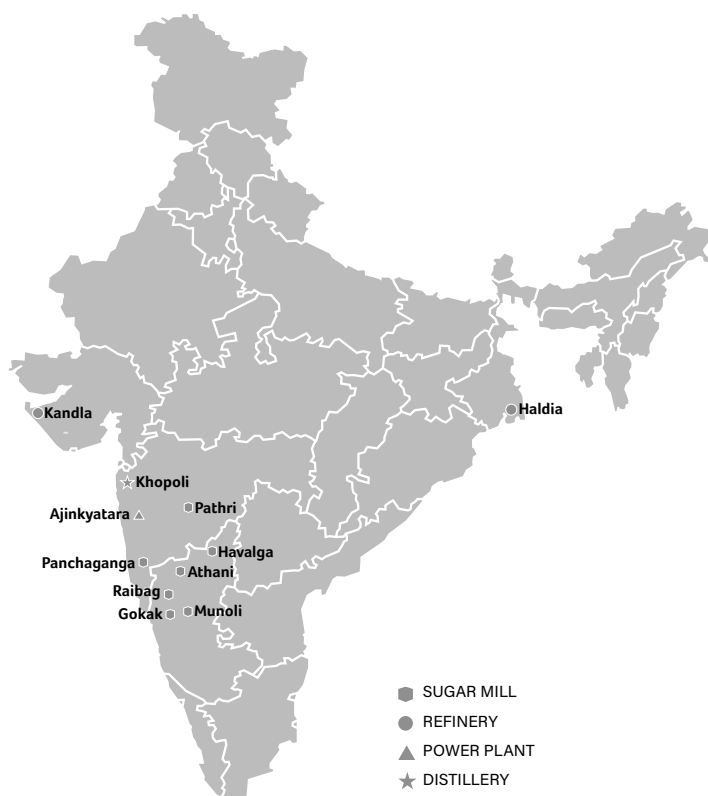 Kandla
Haldia
Khopoli
Pathri
Ajinkyatara
Havalga
Panchaganga
Athani
Raibag
Munoli
Gokak
SUGAR MILL
REFINERY
POWER PLANT
DISTILLERY